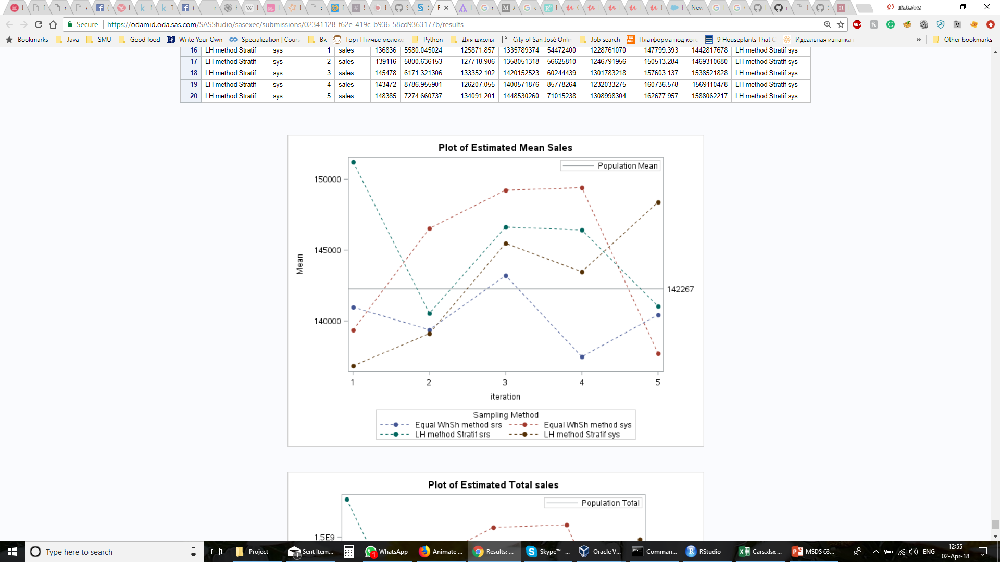 Ekaterina
Secure https://odamid.oda.sas.com/SASStudio/sasexec/submissions/02341128-f62e-419c-b936-58cd9363177b/results
Bookmarks Java SMU Good food Write Your Own Specialization | Cours Вк Торт Птичье молоко Python Для школы City of San José Onlin Job search Платформа под кото 9 Houseplants That C Идеальная изнанка » Other bookmarks
16 LH method Stratif sys 1 sales 136836 5580.045024 125871.857 1335789374 54472400 1228761070 147799.393 1442817678 LH method Stratif sys
17 LH method Stratif sys 2 sales 139116 5800.636153 127718.906 1358051318 56625810 1246791956 150513.284 1469310680 LH method Stratif sys
18 LH method Stratif sys 3 sales 145478 6171.321306 133352.102 1420152523 60244439 1301783218 157603.137 1538521828 LH method Stratif sys
19 LH method Stratif sys 4 sales 143472 8786.955901 126207.055 1400571876 85778264 1232033275 160736.578 1569110478 LH method Stratif sys
20 LH method Stratif sys 5 sales 148385 7274.660737 134091.201 1448530260 71015238 1308998304 162677.957 1588062217 LH method Stratif sys
Plot of Estimated Mean Sales
Population Mean
150000
145000
Mean
142267
140000
1 2 3 4 5
iteration
Sampling Method
Equal WhSh method srs Equal WhSh method sys
LH method Stratif srs LH method Stratif sys
Plot of Estimated Total sales
Population Total
1.5E9
Type here to search Project Sent Item... 3 WhatsApp 1 Animate ... Results: ... Skype™ -... Oracle V... Comman... RStudio Cars.xlsx ... MSDS 63... ENG 12:55
02-Apr-18